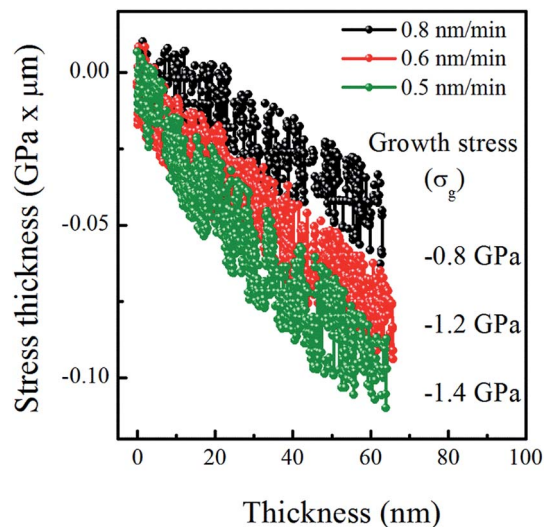 0.8 nm/min
0.6 nm/min
0.5 nm/min
Growth stress
(σg)
-0.8 GPa
-1.2 GPa
-1.4 GPa
Stress thickness (GPa x μm)
0.00
-0.05
-0.10
0 20 40 60 80 100
Thickness (nm)